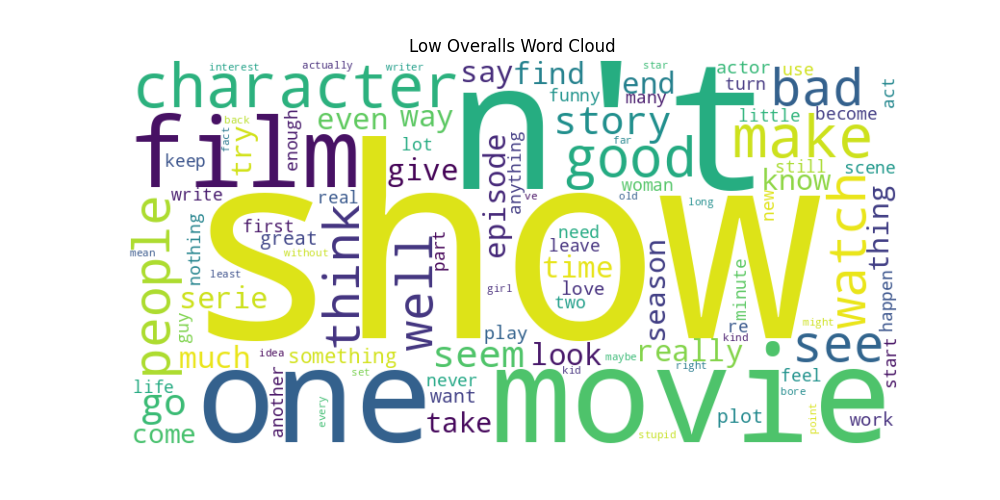 Low Overalls Word Cloud
interest actually writer star
character say find end actor use
n't
funny many turn bad act
back
film fact try enough even way story little become
lot far make
keep give episode anything good still scene
woman know
write real 've old long new watch thing
people nothing first great think well part need leave
show
mean without time season
least girl love two minute happen
serie guy play re might
kind
much idea something seem look maybe really see start
set kid right
life go one another never want movie feel bore
every take plot point work
come stupid